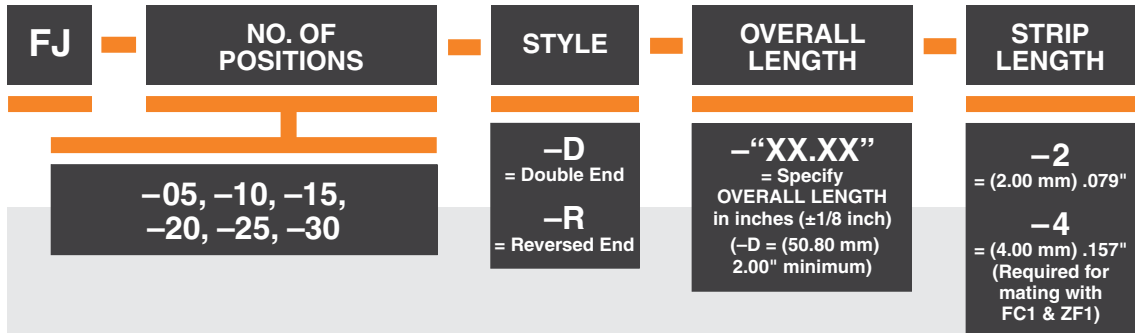 FJ
NO. OF
POSITIONS
STYLE
OVERALL
LENGTH
STRIP
LENGTH
–05, –10, –15,
–20, –25, –30
–D
= Double End
–R
= Reversed End
–“XX.XX”
= Specify
OVERALL LENGTH
in inches (±1/8 inch)
(–D = (50.80 mm)
2.00" minimum)
–2
= (2.00 mm) .079"
–4
= (4.00 mm) .157"
(Required for
mating with
FC1 & ZF1)